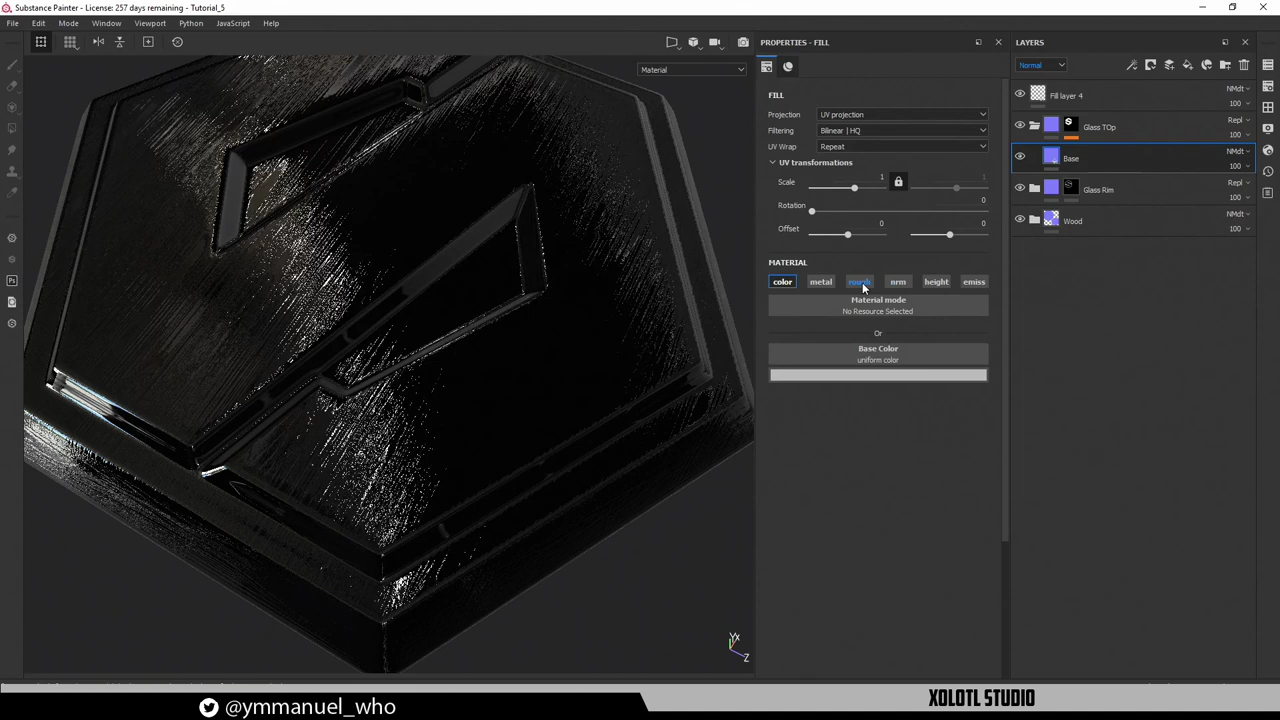 Substance Painter - License: 257 days remaining - Tutorial_5
File Edit Mode Window Viewport Python JavaScript Help
Material
PROPERTIES - FILL
FILL
Projection UV projection
Filtering Bilinear | HQ
UV Wrap Repeat
UV transformations
Scale 1 1
Rotation 0
Offset 0 0
MATERIAL
color metal rough nrm height emiss
Material mode
No Resource Selected
Or
Base Color
uniform color
LAYERS
Normal
Fill layer 4 NMdt 100
Glass TOp Repl 100
Base NMdt 100
Glass Rim Repl 100
Wood NMdt 100
Ps
Y X
Z
@ymmanuel_who
XOLOTL STUDIO